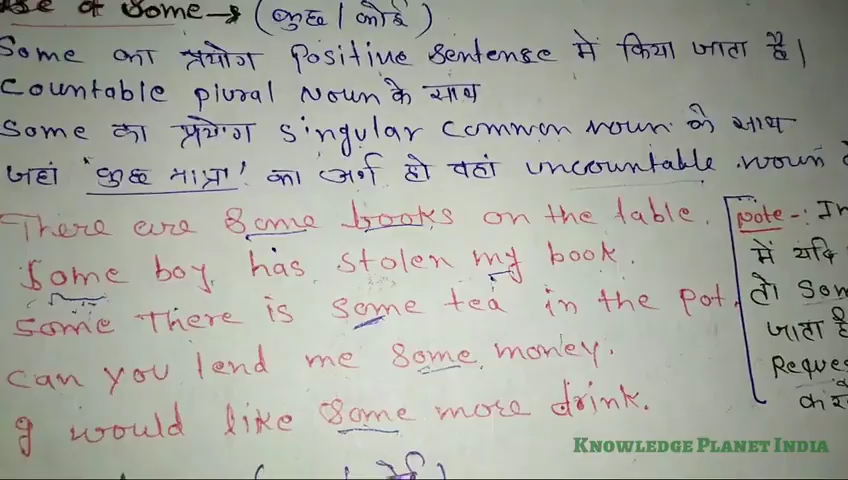 Use of Some → (कुछ / कोई)
Some का प्रयोग Positive Sentense में किया जाता है।
Countable plural Noun के साथ
Some का प्रयोग Singular Common noun के साथ
जहां 'कुछ मात्रा' का अर्थ हो वहां uncountable noun
There are Some books on the table.
Some boy has stolen my book.
Some There is some tea in the pot.
Can you lend me Some money.
I would like Some more drink.
Note -: In
में यदि
तो Som
जाता है
Reques
KNOWLEDGE PLANET INDIA